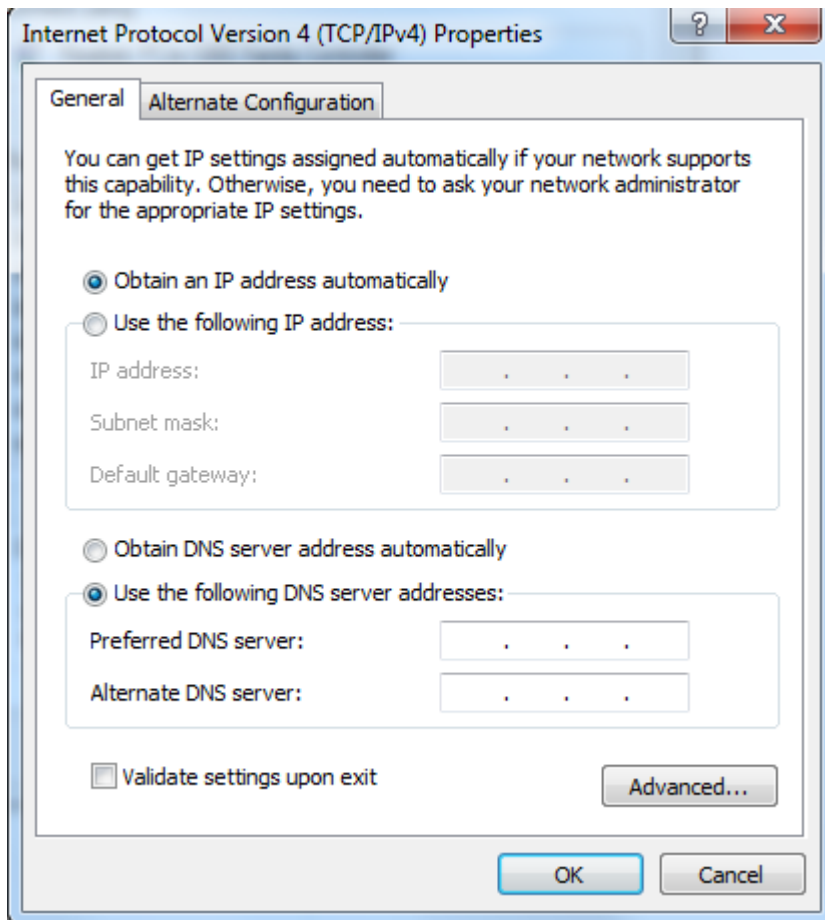 Internet Protocol Version 4 (TCP/IPv4) Properties
?
General
Alternate Configuration
You can get IP settings assigned automatically if your network supports
this capability. Otherwise, you need to ask your network administrator
for the appropriate IP settings.
Obtain an IP address automatically
Use the following IP address:
IP address: . . .
Subnet mask: . . .
Default gateway: . . .
Obtain DNS server address automatically
Use the following DNS server addresses:
Preferred DNS server: . . .
Alternate DNS server: . . .
Validate settings upon exit
Advanced...
OK
Cancel